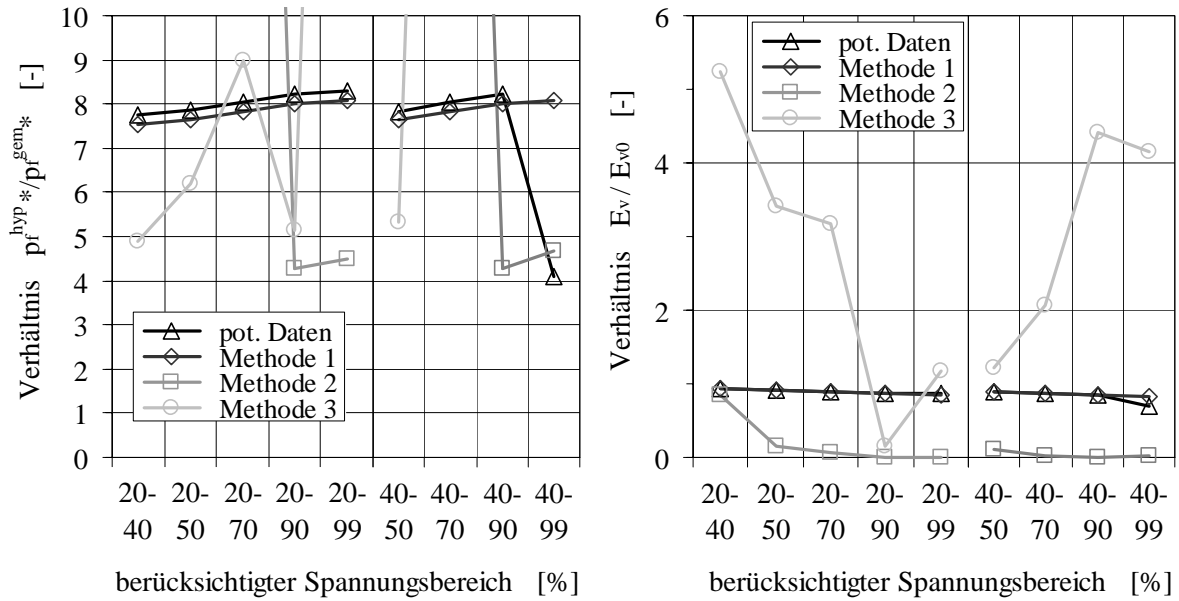 Verhältnis pf^hyp*/pf^gem* [-]
10
9
8
7
6
5
4
3
2
1
0
pot. Daten
Methode 1
Methode 2
Methode 3
20- 20- 20- 20- 20- 40- 40- 40- 40-
40 50 70 90 99 50 70 90 99
berücksichtigter Spannungsbereich [%]
Verhältnis Ev / Ev0 [-]
6
4
2
0
pot. Daten
Methode 1
Methode 2
Methode 3
20- 20- 20- 20- 20- 40- 40- 40- 40-
40 50 70 90 99 50 70 90 99
berücksichtigter Spannungsbereich [%]